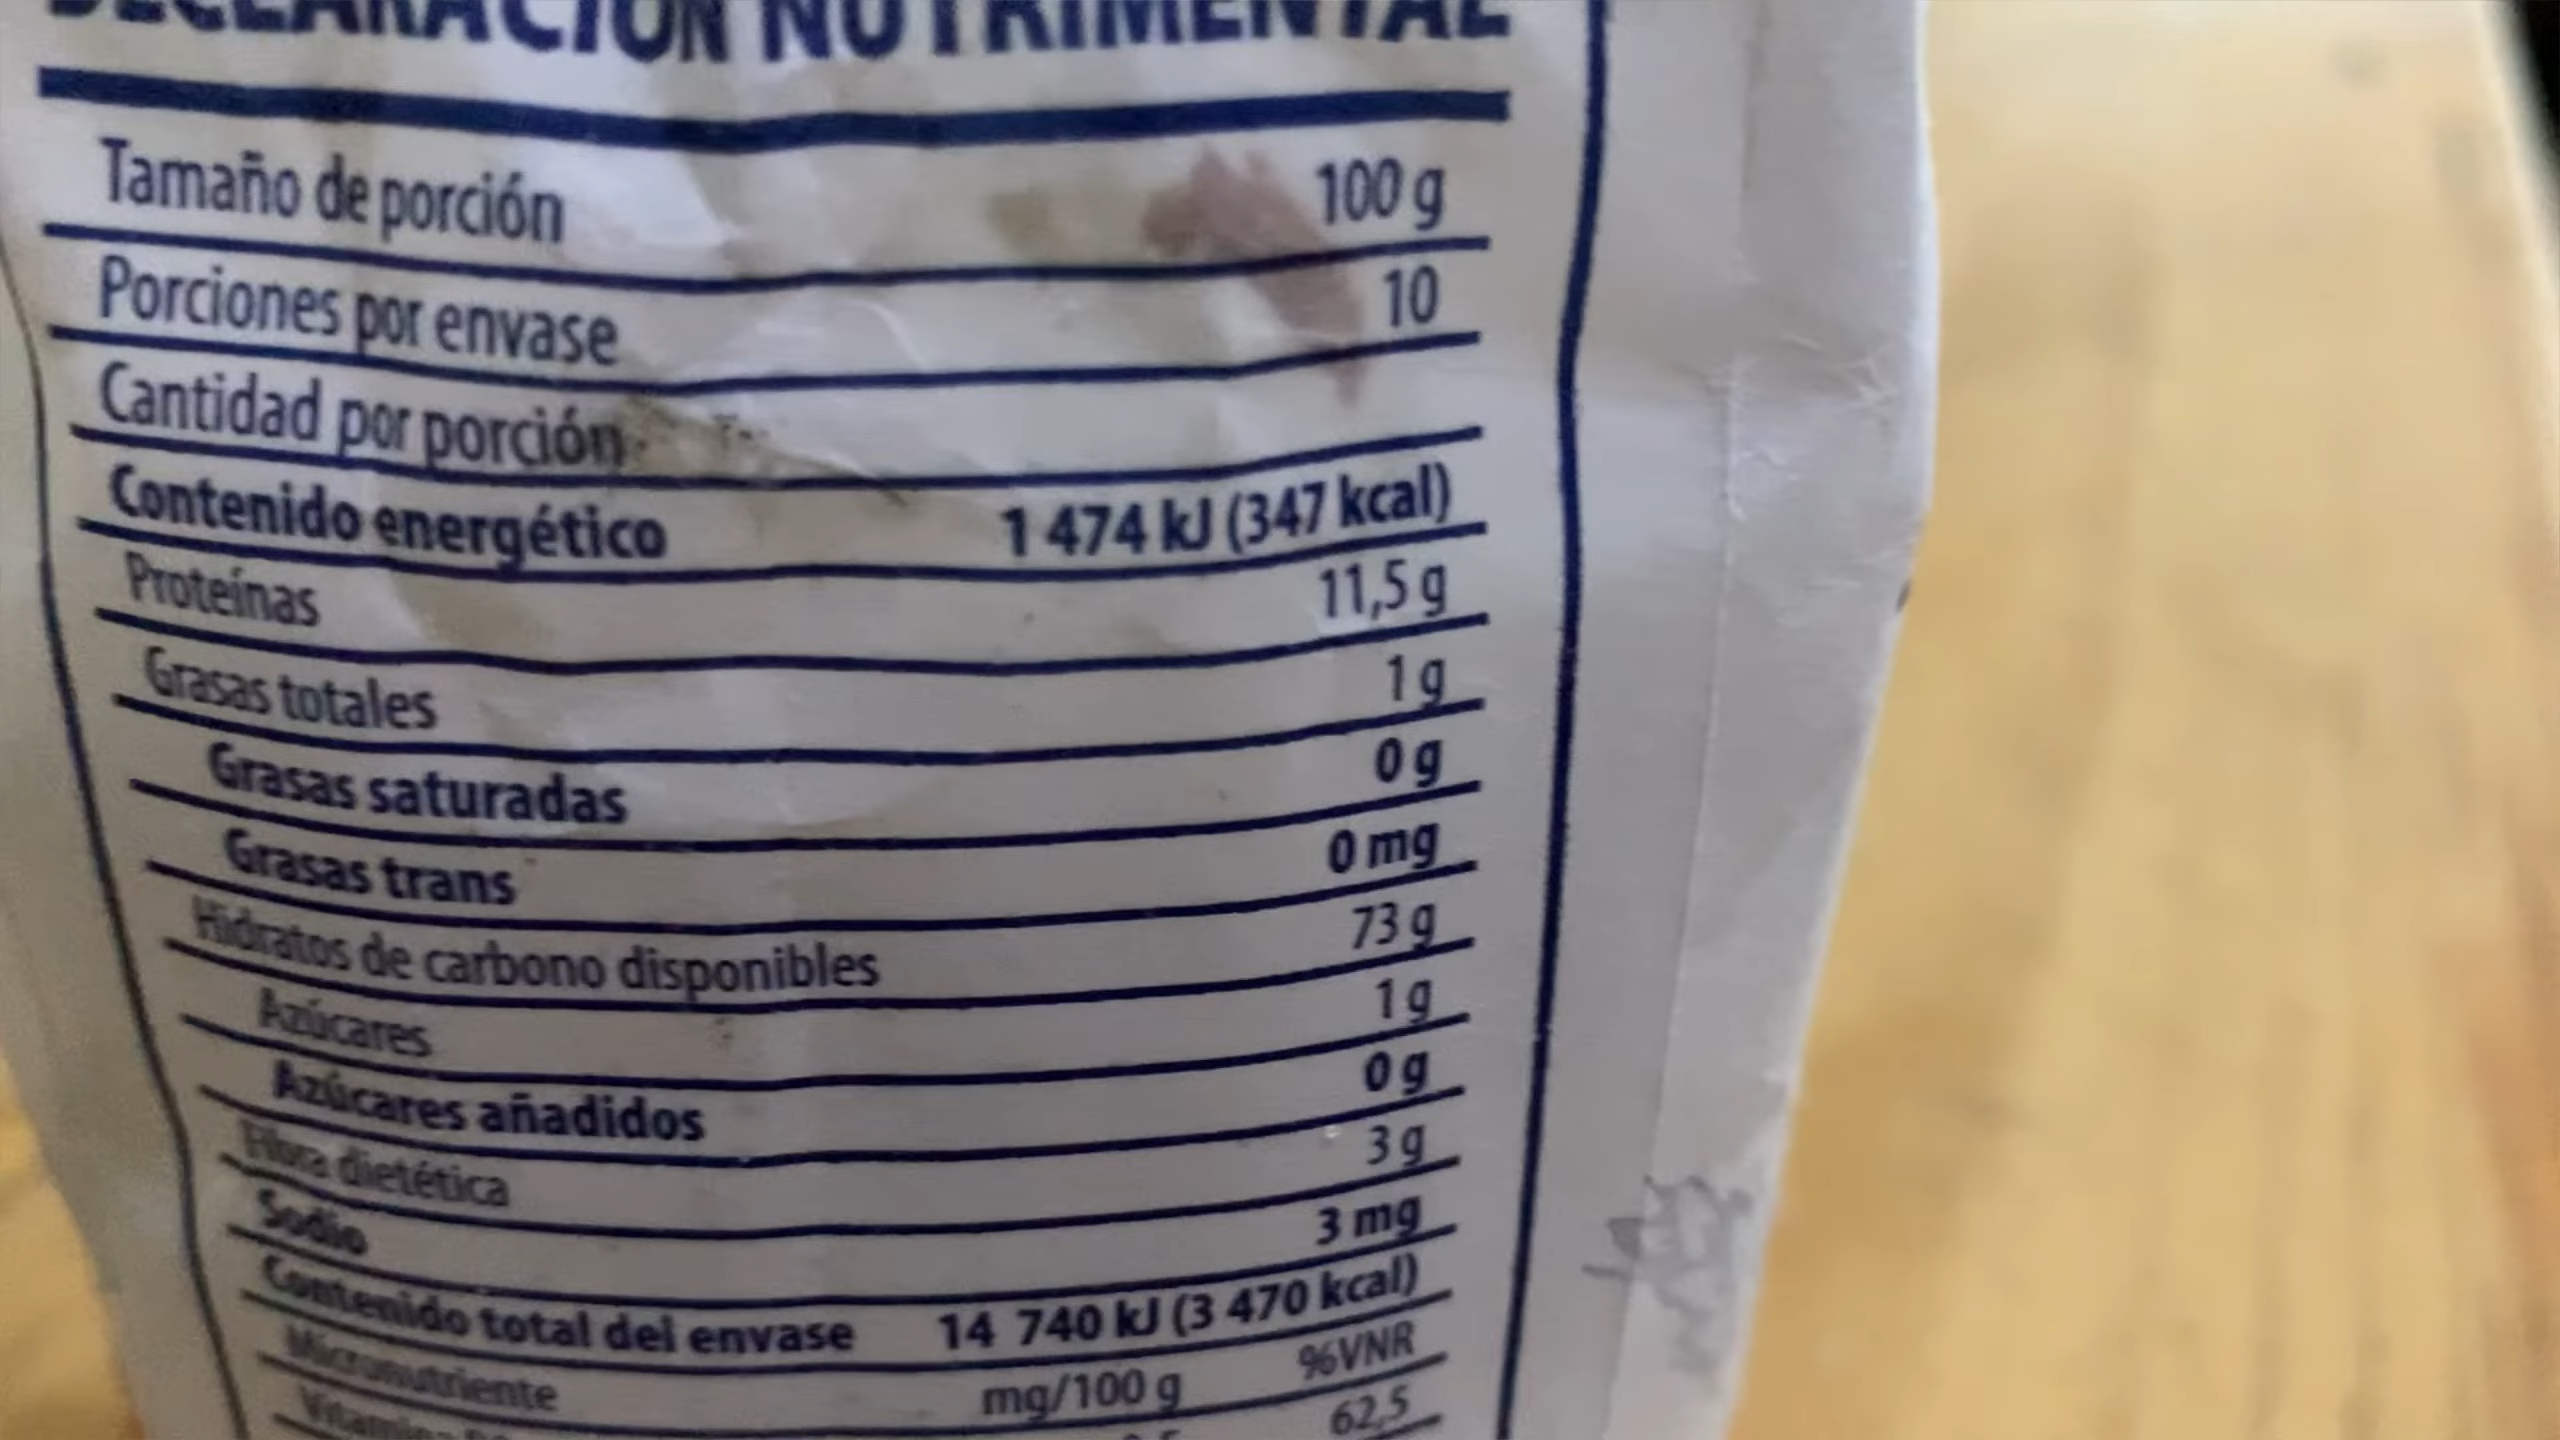 DECLARACIÓN NUTRIMENTAL
Tamaño de porción 100 g
Porciones por envase 10
Cantidad por porción
Contenido energético 1 474 kJ (347 kcal)
Proteínas 11,5 g
Grasas totales 1 g
Grasas saturadas 0 g
Grasas trans 0 mg
Hidratos de carbono disponibles 73 g
Azúcares 1 g
Azúcares añadidos 0 g
Fibra dietética 3 g
Sodio 3 mg
Contenido total del envase 14 740 kJ (3 470 kcal)
Micronutriente mg/100 g %VNR
Vitamina 62,5